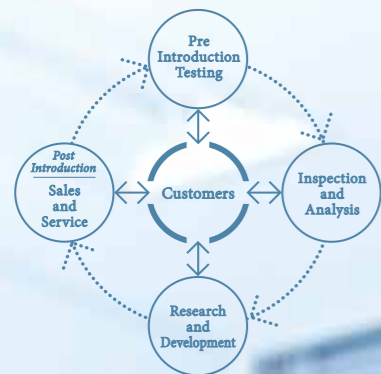 Pre
Introduction
Testing
Post
Introduction
Sales
and
Service
Customers
Inspection
and
Analysis
Research
and
Development